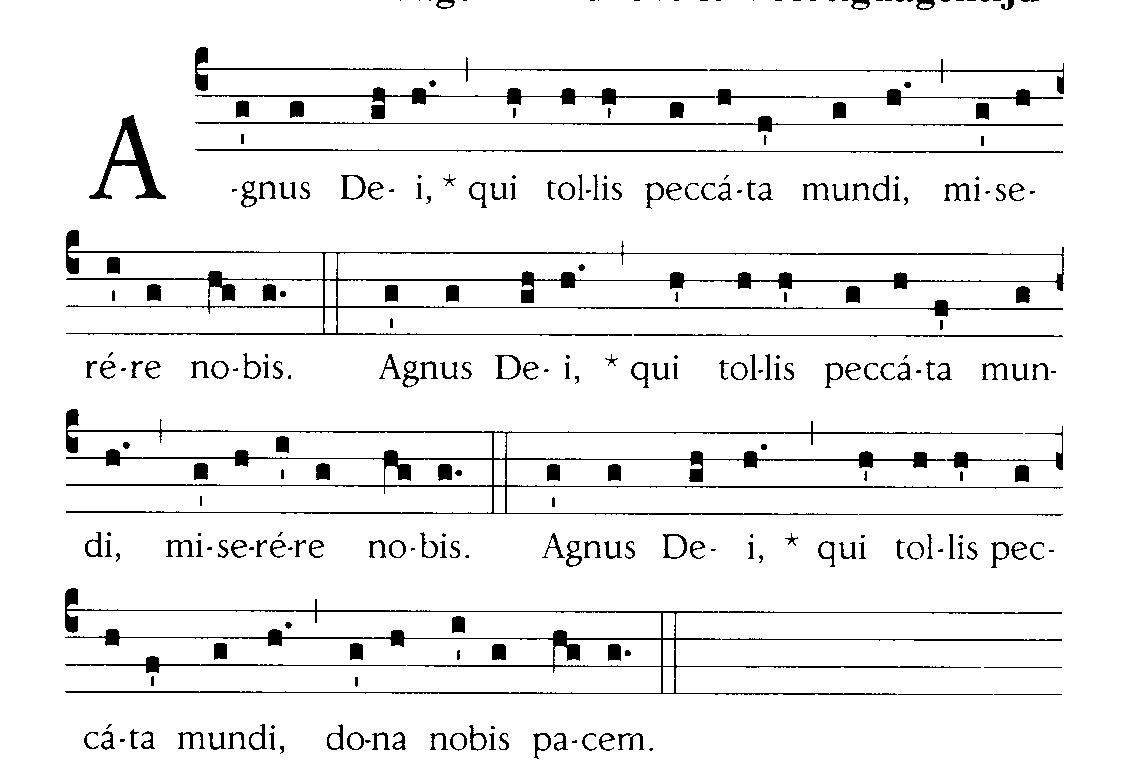 A-gnus De-i, * qui tol-lis peccá-ta mundi, mi-se-
ré-re no-bis. Agnus De-i, * qui tol-lis peccá-ta mun-
di, mi-se-ré-re no-bis. Agnus De-i, * qui tol-lis pec-
cá-ta mundi, do-na nobis pa-cem.